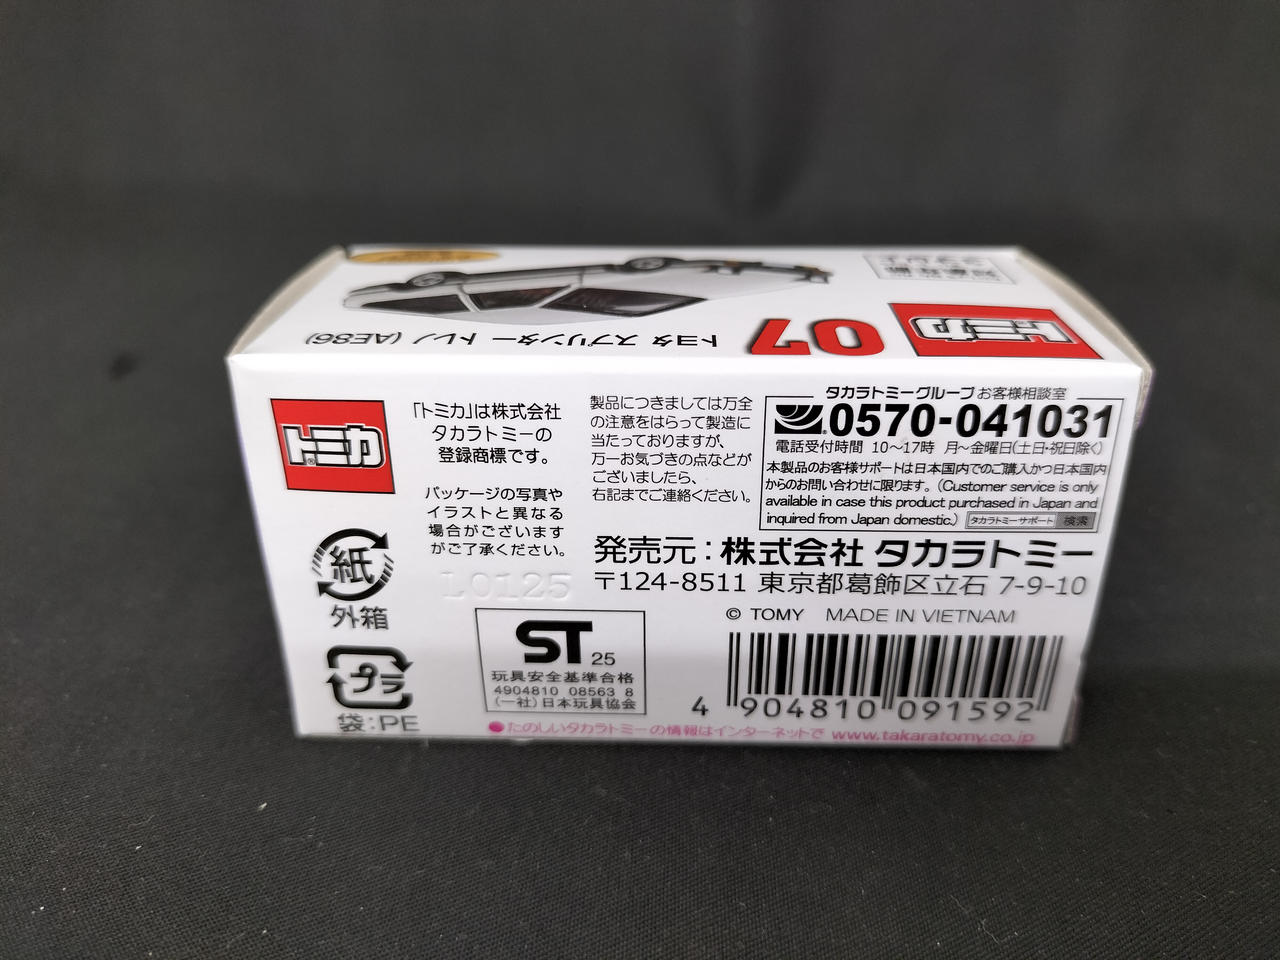 トミカ
07
トヨタ スプリンター トレノ (AE86)
トミカ®
「トミカ」は株式会社
タカラトミーの
登録商標です。
パッケージの写真や
イラストと異なる
場合がございます
がご了承ください。
L0125
紙
外箱
プラ
袋:PE
ST 25
玩具安全基準合格
4904810 08563 8
(一社)日本玩具協会
製品につきましては万全
の注意をはらって製造に
当たっておりますが、
万一お気づきの点などが
ございましたら、
右記までご連絡ください。
タカラトミーグループ お客様相談室
0570-041031
電話受付時間 10〜17時 月〜金曜日(土日・祝日除く)
本製品のお客様サポートは日本国内でのご購入かつ日本国内
からのお問い合わせに限ります。(Customer service is only
available in case this product purchased in Japan and
inquired from Japan domestic.) タカラトミーサポート 検索
発売元:株式会社 タカラトミー
〒124-8511 東京都葛飾区立石 7-9-10
© TOMY MADE IN VIETNAM
4 904810 091592
●たのしいタカラトミーの情報はインターネットで www.takaratomy.co.jp